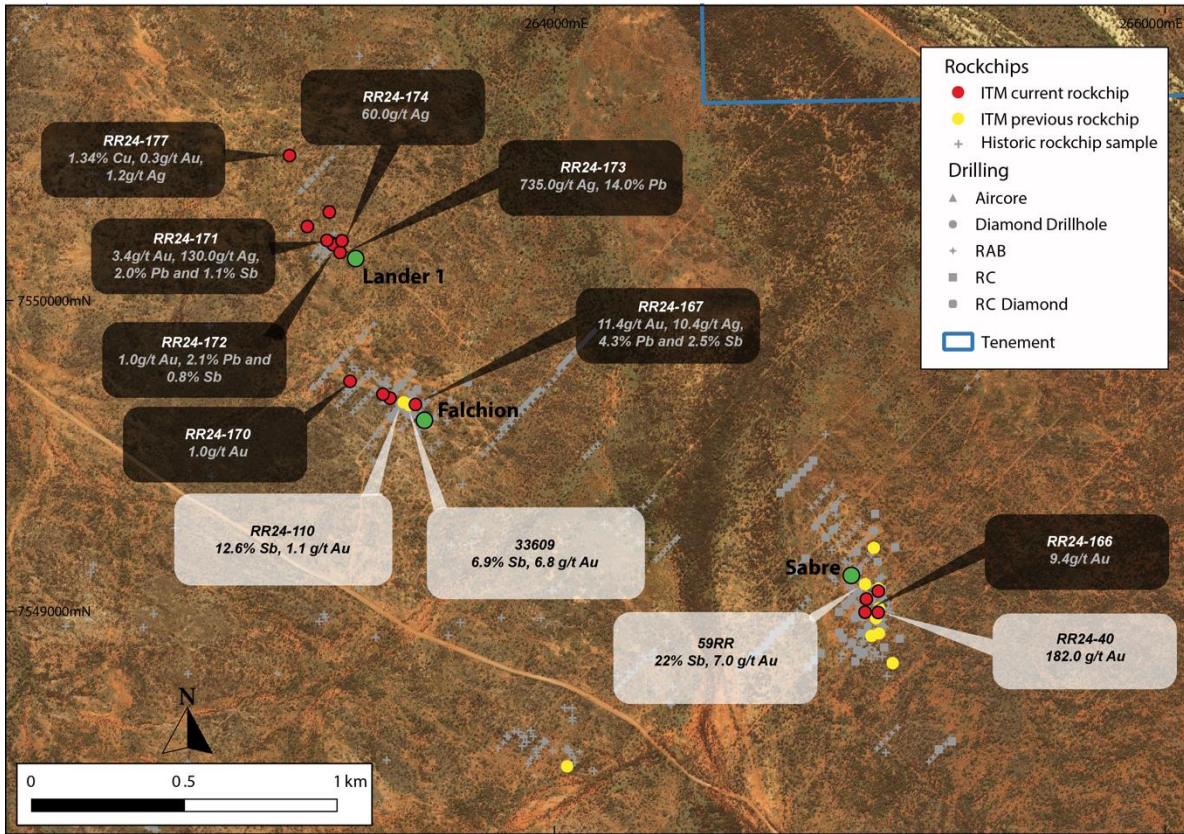 264000mE
266000mE
Rockchips
ITM current rockchip
ITM previous rockchip
Historic rockchip sample
Drilling
Aircore
Diamond Drillhole
RAB
RC
RC Diamond
Tenement
RR24-174
60.0g/t Ag
RR24-177
1.34% Cu, 0.3g/t Au,
1.2g/t Ag
RR24-173
735.0g/t Ag, 14.0% Pb
RR24-171
3.4g/t Au, 130.0g/t Ag,
2.0% Pb and 1.1% Sb
Lander 1
7550000mN
RR24-167
11.4g/t Au, 10.4g/t Ag,
4.3% Pb and 2.5% Sb
RR24-172
1.0g/t Au, 2.1% Pb and
0.8% Sb
Falchion
RR24-170
1.0g/t Au
RR24-110
12.6% Sb, 1.1 g/t Au
33609
6.9% Sb, 6.8 g/t Au
RR24-166
9.4g/t Au
Sabre
7549000mN
59RR
22% Sb, 7.0 g/t Au
RR24-40
182.0 g/t Au
N
0
0.5
1 km